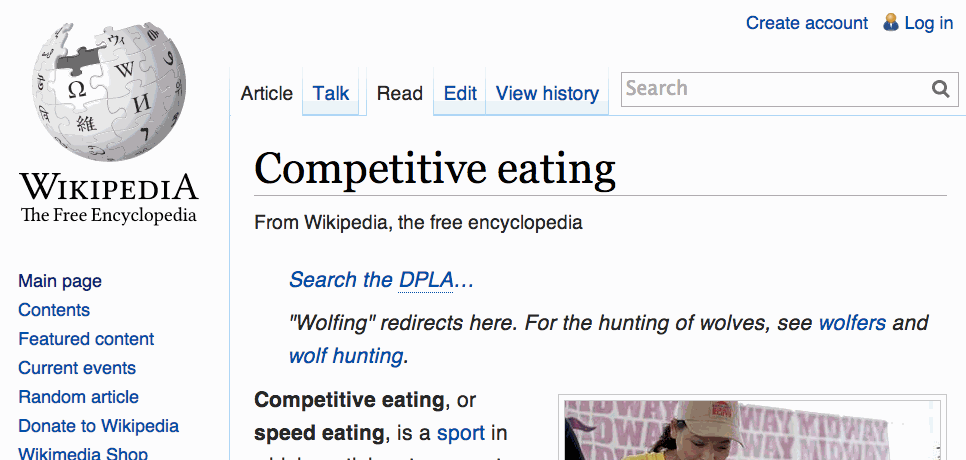 Create account Log in
Article Talk Read Edit View history Search
Ω W И 維 7
WIKIPEDIA
The Free Encyclopedia
Main page
Contents
Featured content
Current events
Random article
Donate to Wikipedia
Wikimedia Shop
Competitive eating
From Wikipedia, the free encyclopedia
Search the DPLA...
"Wolfing" redirects here. For the hunting of wolves, see wolfers and
wolf hunting.
Competitive eating, or
speed eating, is a sport in
MIDWAY MIDWAY
MIDWAY